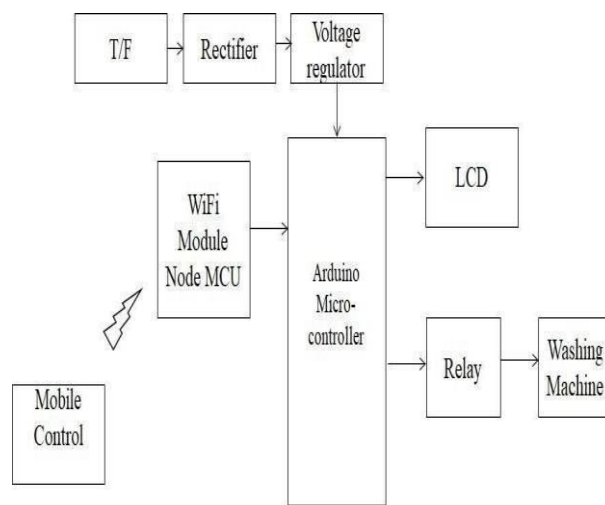 T/F
Rectifier
Voltage
regulator
WiFi
Module
Node MCU
Arduino
Micro-
controller
LCD
Relay
Washing
Machine
Mobile
Control